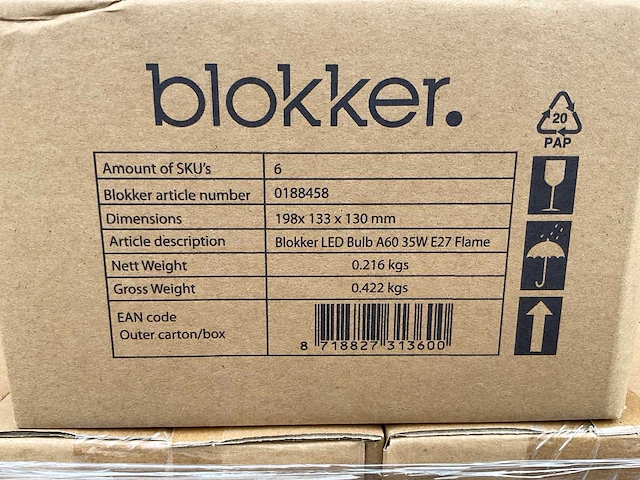 blokker.
20
PAP
Amount of SKU's 6
Blokker article number 0188458
Dimensions 198x 133 x 130 mm
Article description Blokker LED Bulb A60 35W E27 Flame
Nett Weight 0.216 kgs
Gross Weight 0.422 kgs
EAN code
Outer carton/box
8 718827 313600